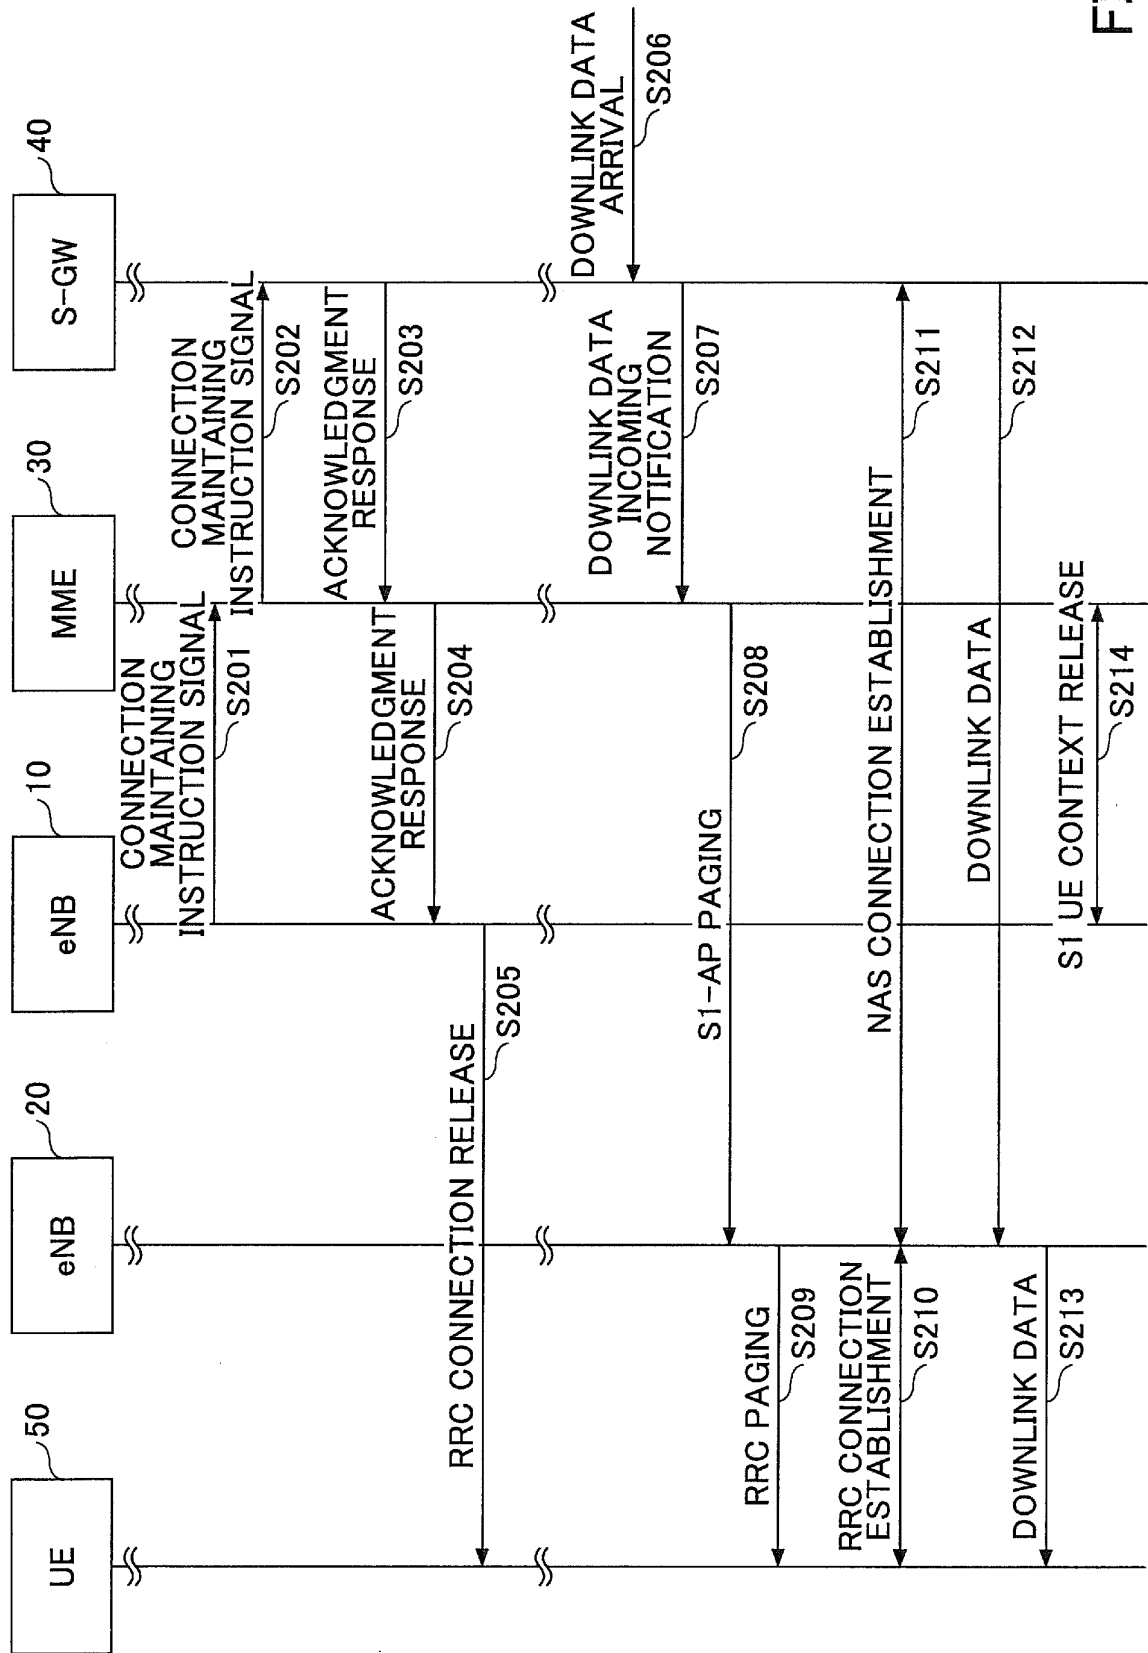 UE
50
eNB
20
eNB
10
MME
30
S-GW
40
CONNECTION
MAINTAINING
INSTRUCTION SIGNAL
S201
CONNECTION
MAINTAINING
INSTRUCTION SIGNAL
S202
ACKNOWLEDGMENT
RESPONSE
S203
ACKNOWLEDGMENT
RESPONSE
S204
RRC CONNECTION RELEASE
S205
DOWNLINK DATA
ARRIVAL
S206
DOWNLINK DATA
INCOMING
NOTIFICATION
S207
S1-AP PAGING
S208
RRC PAGING
S209
RRC CONNECTION
ESTABLISHMENT
S210
NAS CONNECTION ESTABLISHMENT
S211
DOWNLINK DATA
S212
DOWNLINK DATA
S213
S1 UE CONTEXT RELEASE
S214